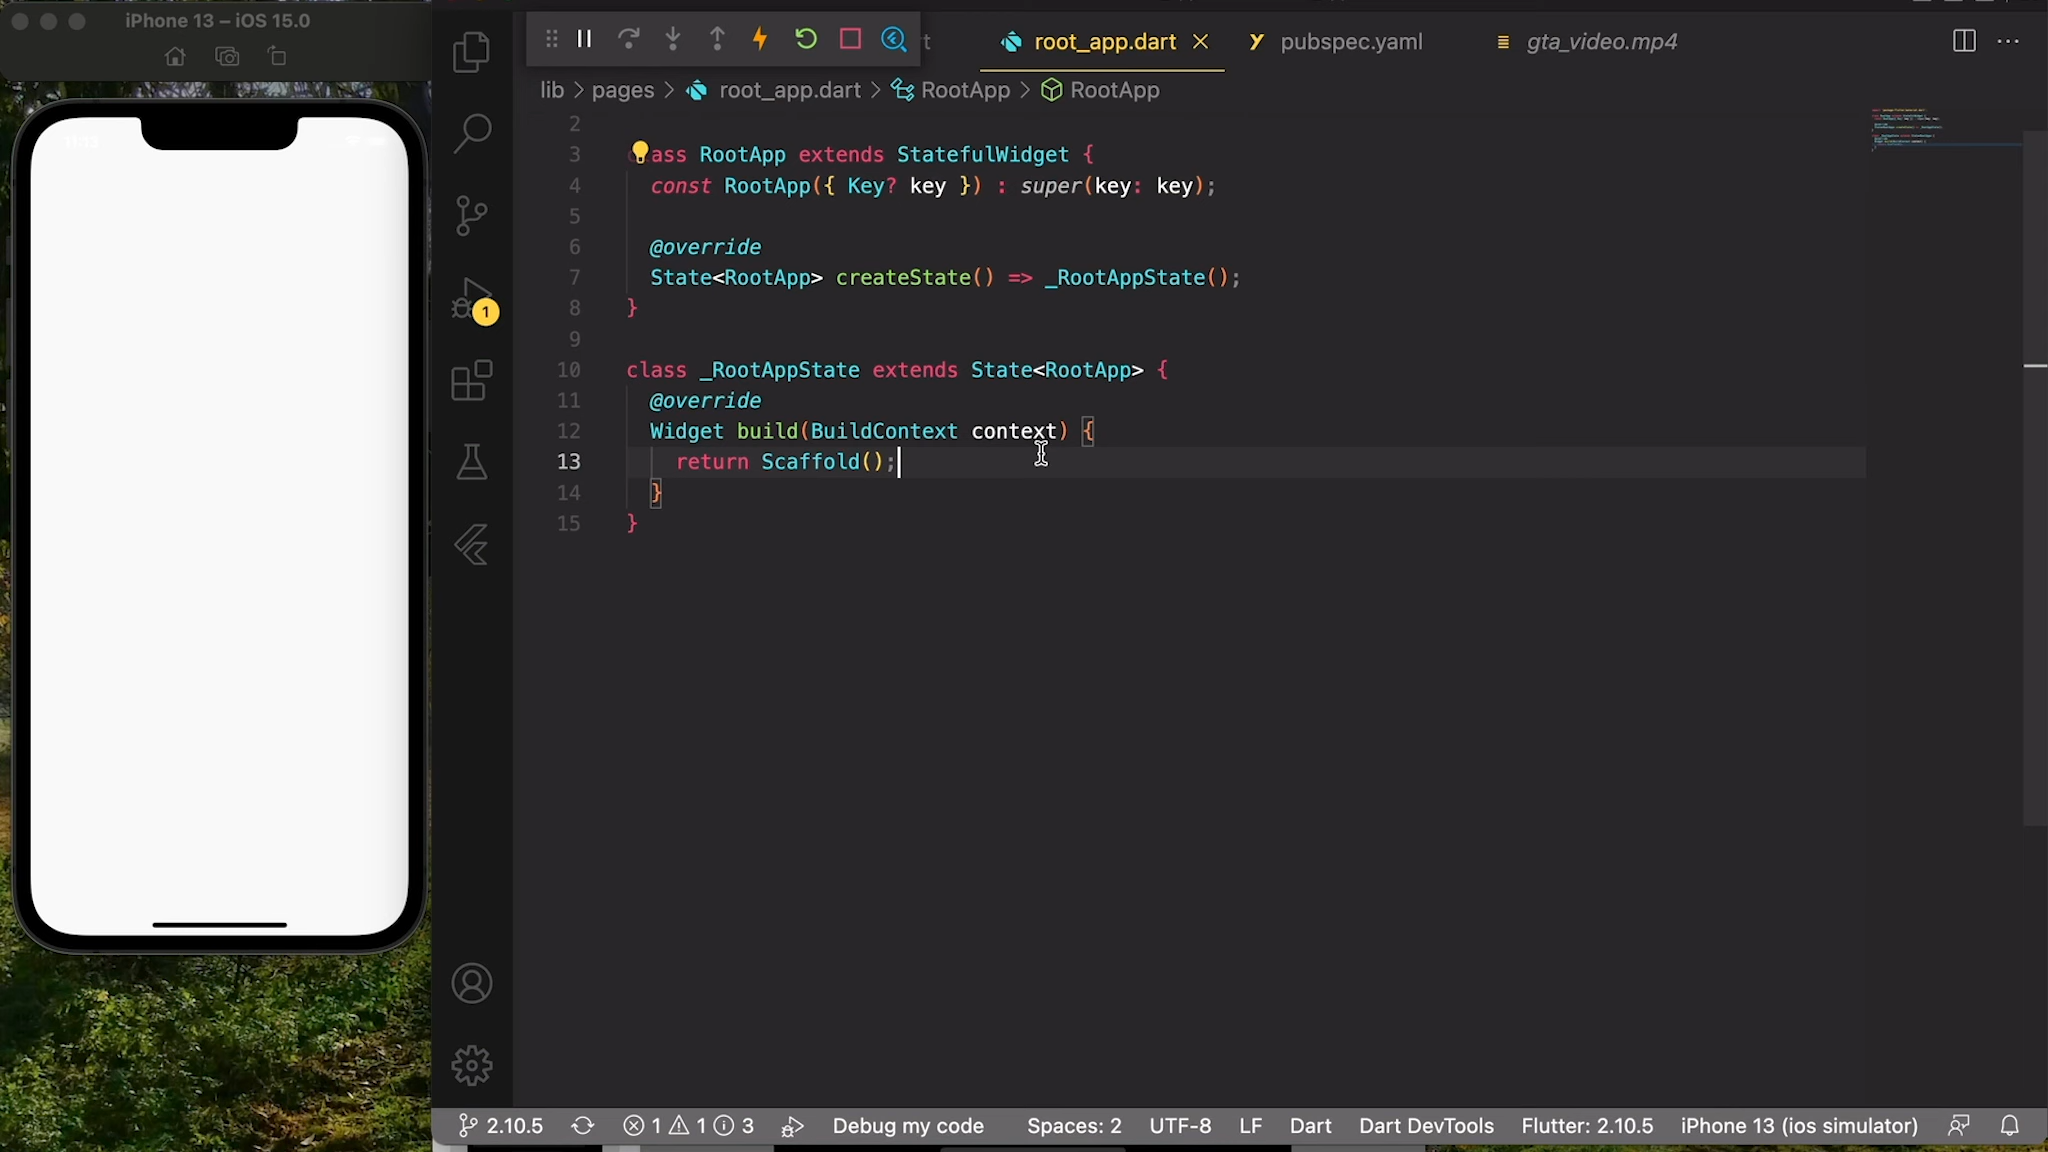 iPhone 13 – iOS 15.0
11:13
root_app.dart
pubspec.yaml
gta_video.mp4
lib > pages > root_app.dart > RootApp > RootApp
2
3 class RootApp extends StatefulWidget {
4 const RootApp({ Key? key }) : super(key: key);
5
6 @override
7 State<RootApp> createState() => _RootAppState();
8 }
9
10 class _RootAppState extends State<RootApp> {
11 @override
12 Widget build(BuildContext context) {
13 return Scaffold();
14 }
15 }
1
2.10.5 1 1 3 Debug my code Spaces: 2 UTF-8 LF Dart Dart DevTools Flutter: 2.10.5 iPhone 13 (ios simulator)